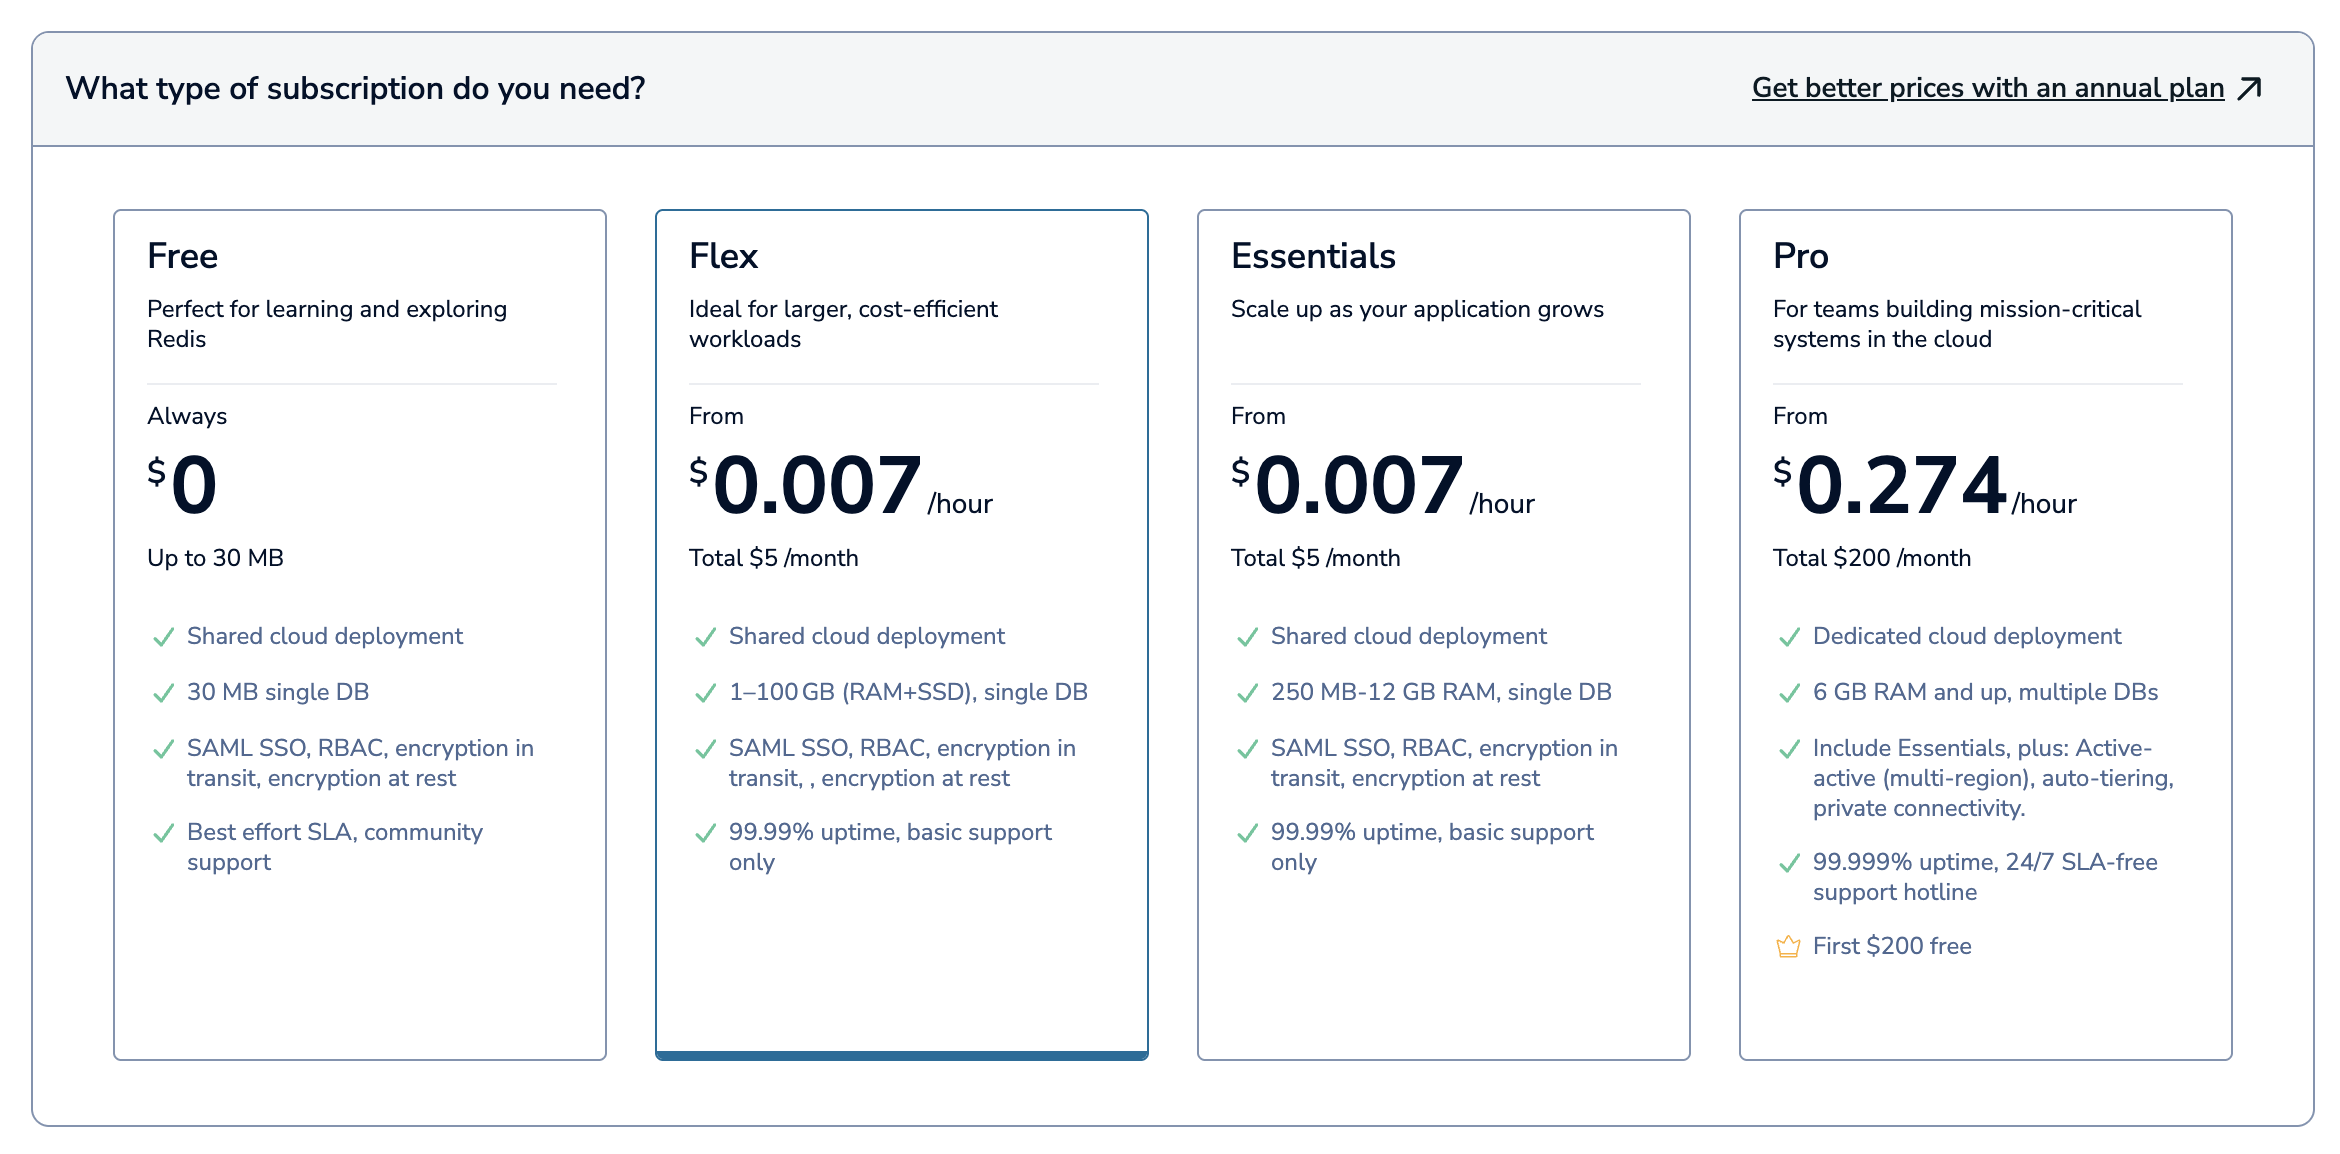 What type of subscription do you need?
Get better prices with an annual plan
Free
Perfect for learning and exploring
Redis
Always
$0
Up to 30 MB
Shared cloud deployment
30 MB single DB
SAML SSO, RBAC, encryption in
transit, encryption at rest
Best effort SLA, community
support
Flex
Ideal for larger, cost-efficient
workloads
From
$0.007/hour
Total $5 /month
Shared cloud deployment
1–100 GB (RAM+SSD), single DB
SAML SSO, RBAC, encryption in
transit, , encryption at rest
99.99% uptime, basic support
only
Essentials
Scale up as your application grows
From
$0.007/hour
Total $5 /month
Shared cloud deployment
250 MB-12 GB RAM, single DB
SAML SSO, RBAC, encryption in
transit, encryption at rest
99.99% uptime, basic support
only
Pro
For teams building mission-critical
systems in the cloud
From
$0.274/hour
Total $200 /month
Dedicated cloud deployment
6 GB RAM and up, multiple DBs
Include Essentials, plus: Active-
active (multi-region), auto-tiering,
private connectivity.
99.999% uptime, 24/7 SLA-free
support hotline
First $200 free